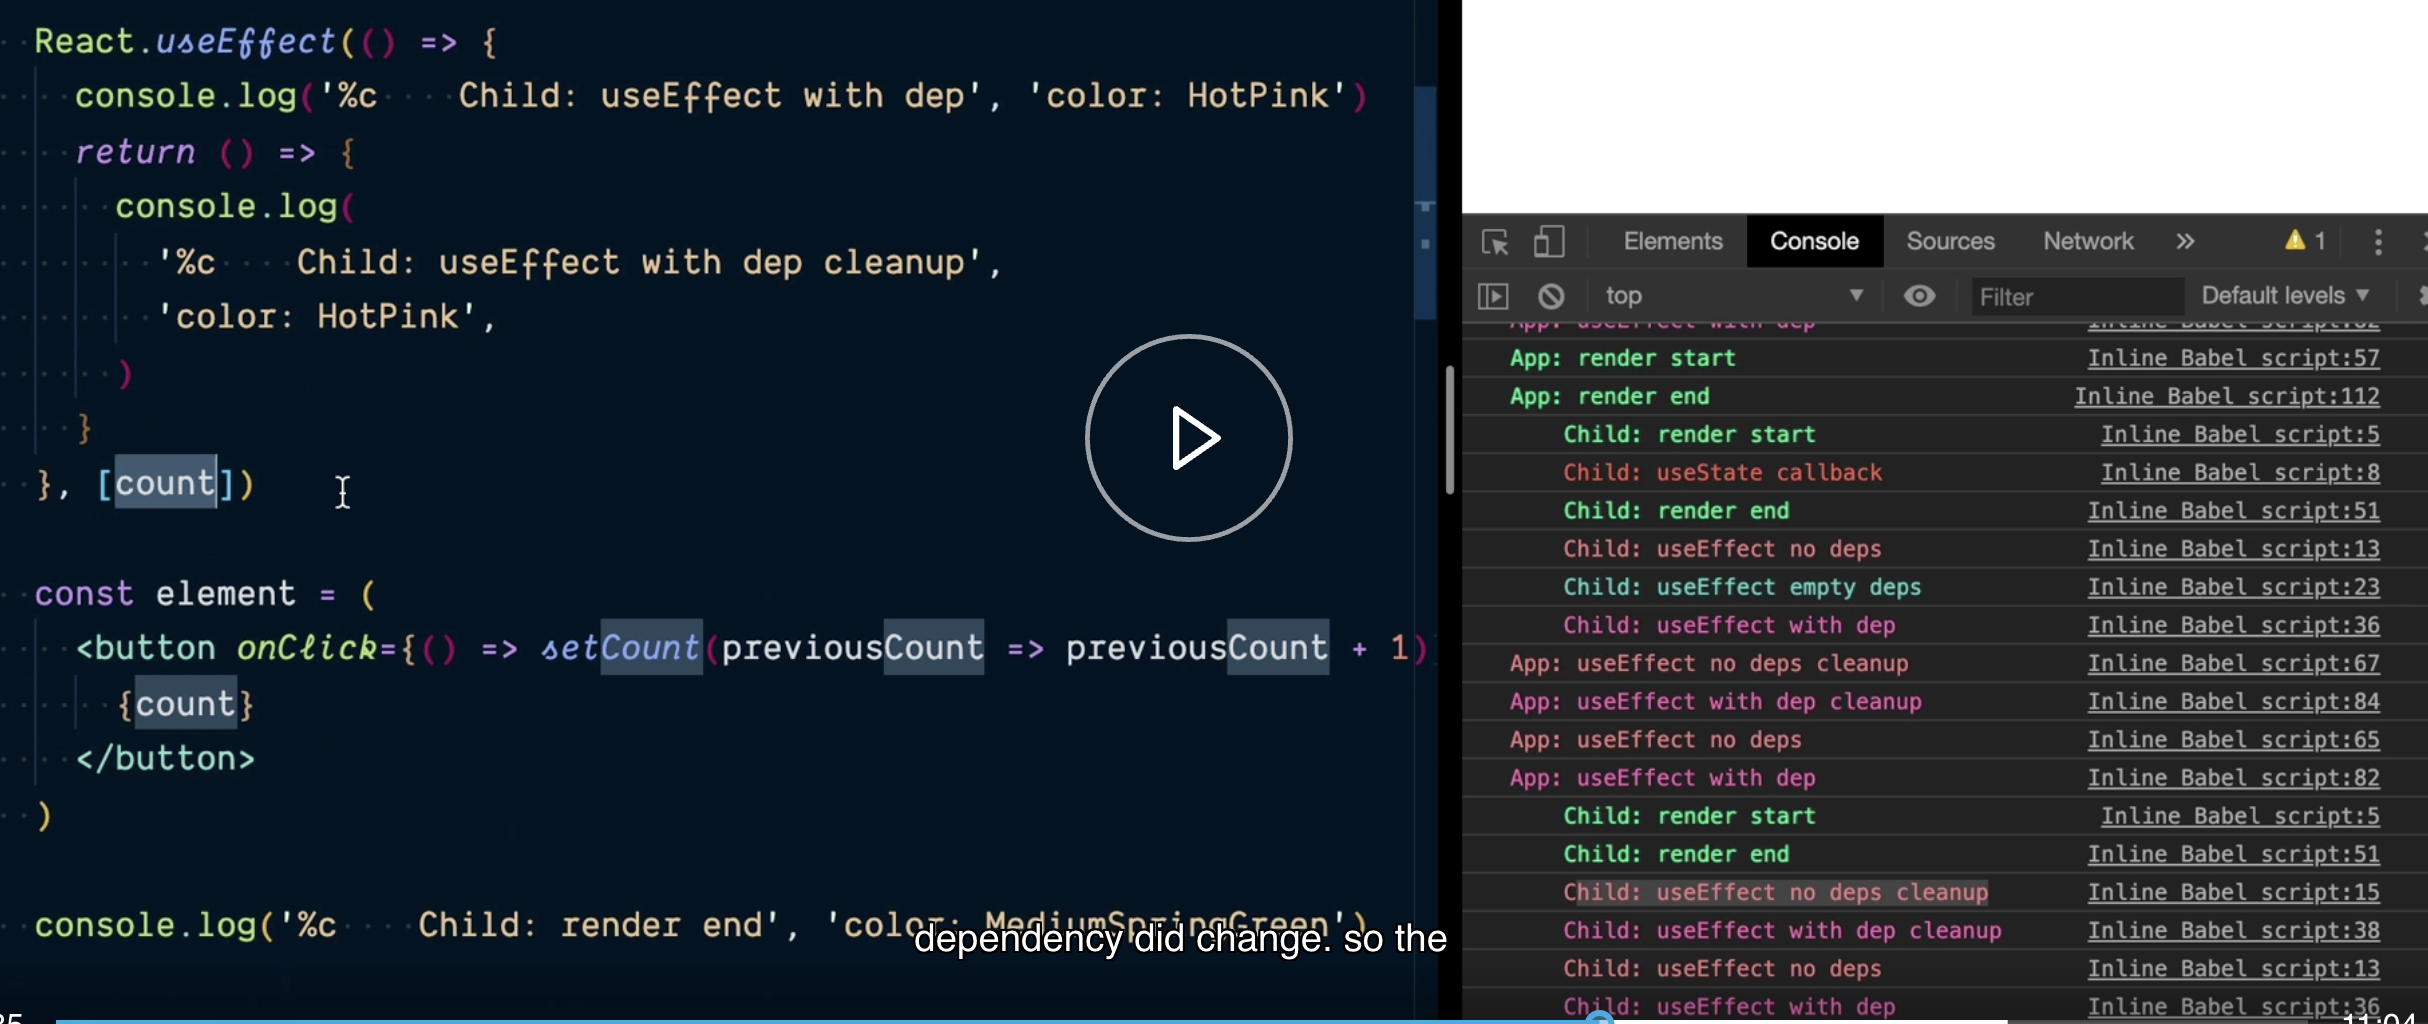 React.useEffect(() => {
console.log('%c    Child: useEffect with dep', 'color: HotPink')
return () => {
console.log(
'%c    Child: useEffect with dep cleanup',
'color: HotPink',
)
}
}, [count])
const element = (
<button onClick={() => setCount(previousCount => previousCount + 1)
{count}
</button>
)
console.log('%c    Child: render end', 'color: MediumSpringGreen')
dependency did change. so the
Elements Console Sources Network » 1
top Filter Default levels
App: useEffect with dep Inline Babel script:82
App: render start Inline Babel script:57
App: render end Inline Babel script:112
Child: render start Inline Babel script:5
Child: useState callback Inline Babel script:8
Child: render end Inline Babel script:51
Child: useEffect no deps Inline Babel script:13
Child: useEffect empty deps Inline Babel script:23
Child: useEffect with dep Inline Babel script:36
App: useEffect no deps cleanup Inline Babel script:67
App: useEffect with dep cleanup Inline Babel script:84
App: useEffect no deps Inline Babel script:65
App: useEffect with dep Inline Babel script:82
Child: render start Inline Babel script:5
Child: render end Inline Babel script:51
Child: useEffect no deps cleanup Inline Babel script:15
Child: useEffect with dep cleanup Inline Babel script:38
Child: useEffect no deps Inline Babel script:13
Child: useEffect with dep Inline Babel script:36
11:04